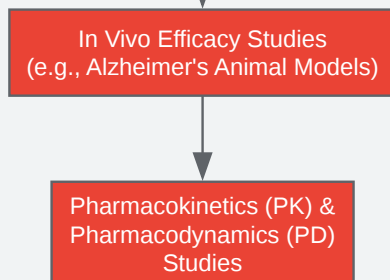 In Vivo Efficacy Studies
(e.g., Alzheimer's Animal Models)
Pharmacokinetics (PK) &
Pharmacodynamics (PD)
Studies